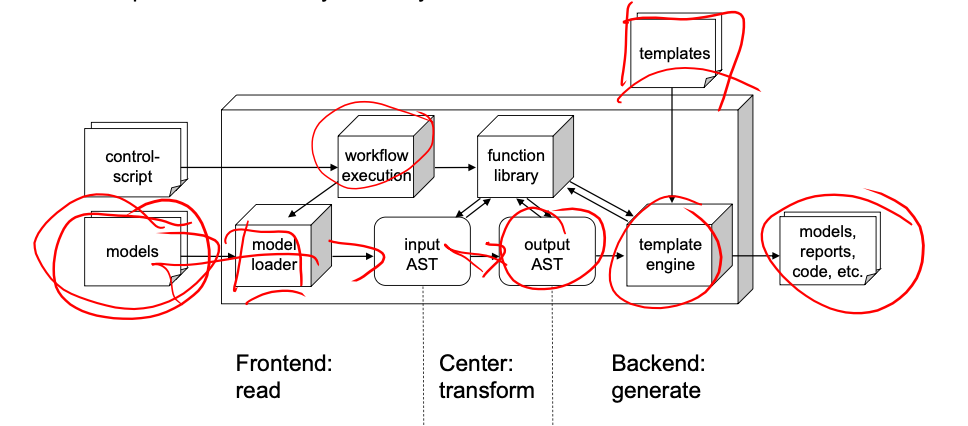 templates
control-
script
workflow
execution
function
library
models
model
loader
input
AST
output
AST
template
engine
models,
reports,
code, etc.
Frontend:
read
Center:
transform
Backend:
generate